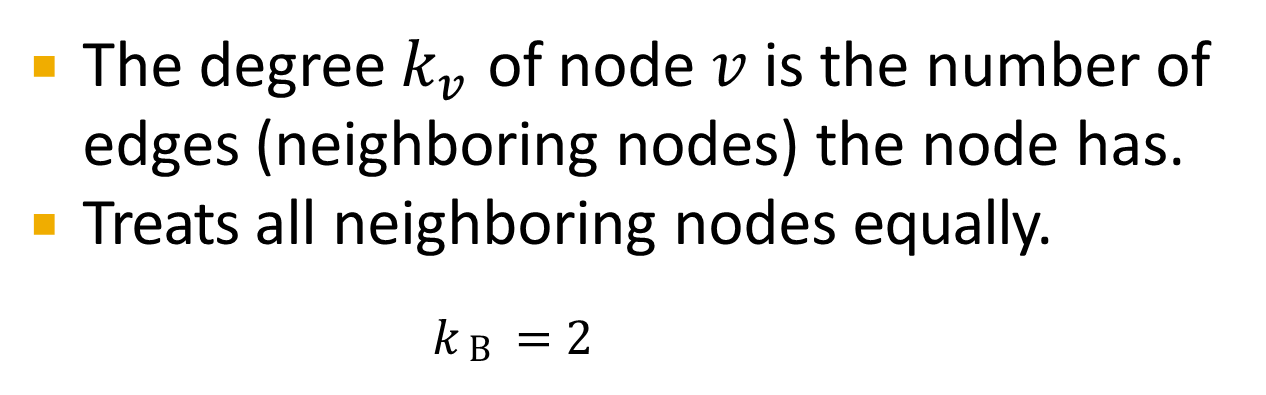 ▪ The degree k_v of node v is the number of
edges (neighboring nodes) the node has.
▪ Treats all neighboring nodes equally.
k_B = 2